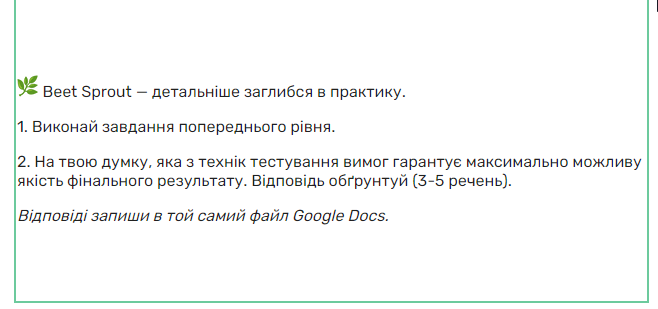 🌿 Beet Sprout — детальніше заглибся в практику.
1. Виконай завдання попереднього рівня.
2. На твою думку, яка з технік тестування вимог гарантує максимально можливу
якість фінального результату. Відповідь обґрунтуй (3-5 речень).
Відповіді запиши в той самий файл Google Docs.